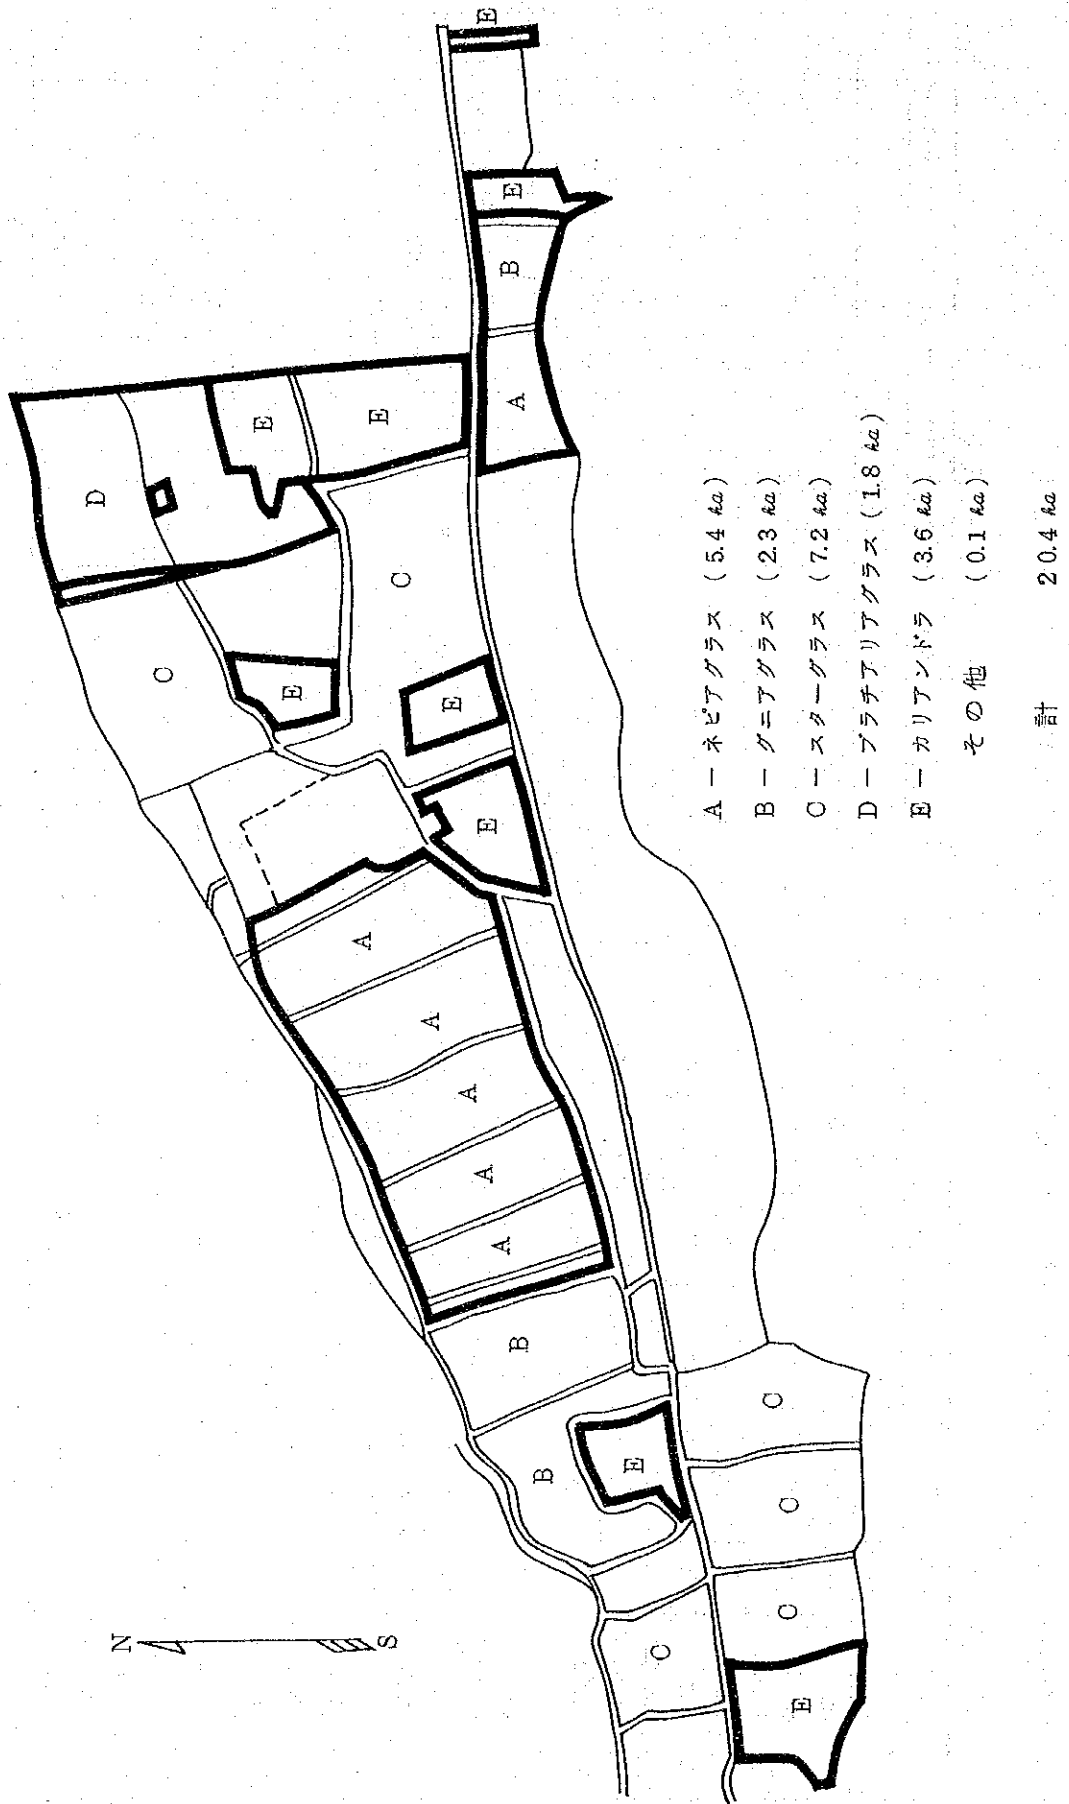 D
N
C
E
E
A
E
S
C
A
E
A
A
E
E
A
B
E
A
B
B
E
C
C
C
C
E
A － ネピアグラス (5.4 ha)
B － グニアグラス (2.3 ha)
C － スターグラス (7.2 ha)
D － ブラチアリアグラス (1.8 ha)
E － カリアンドラ (3.6 ha)
その他 (0.1 ha)
計 20.4 ha